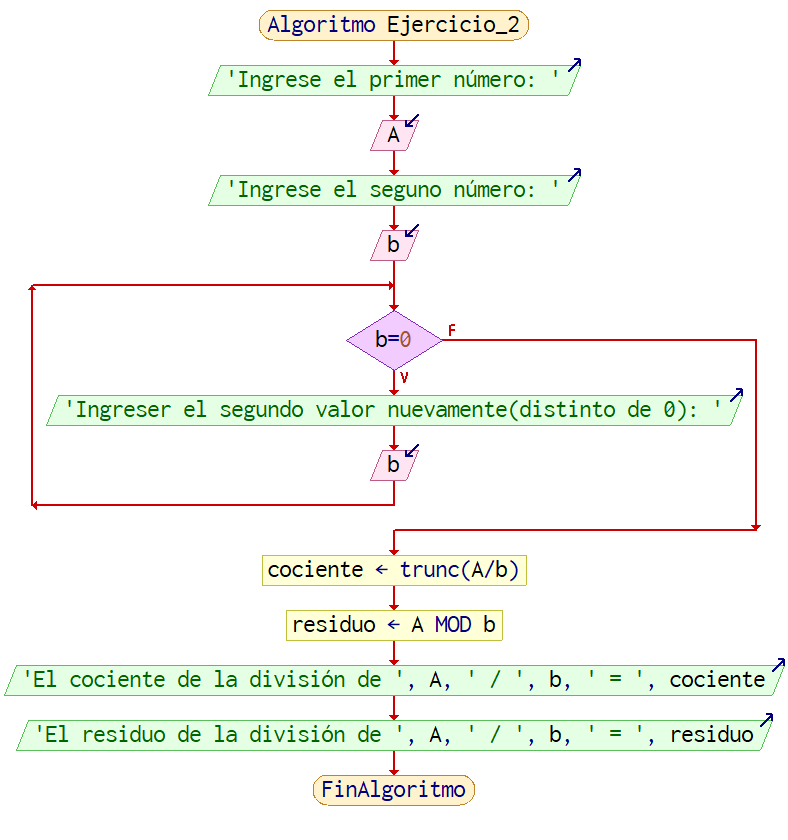 Algoritmo Ejercicio_2
'Ingrese el primer número: '
A
'Ingrese el seguno número: '
b
b=0
F
V
'Ingreser el segundo valor nuevamente(distinto de 0): '
b
cociente ← trunc(A/b)
residuo ← A MOD b
'El cociente de la división de ', A, ' / ', b, ' = ', cociente
'El residuo de la división de ', A, ' / ', b, ' = ', residuo
FinAlgoritmo